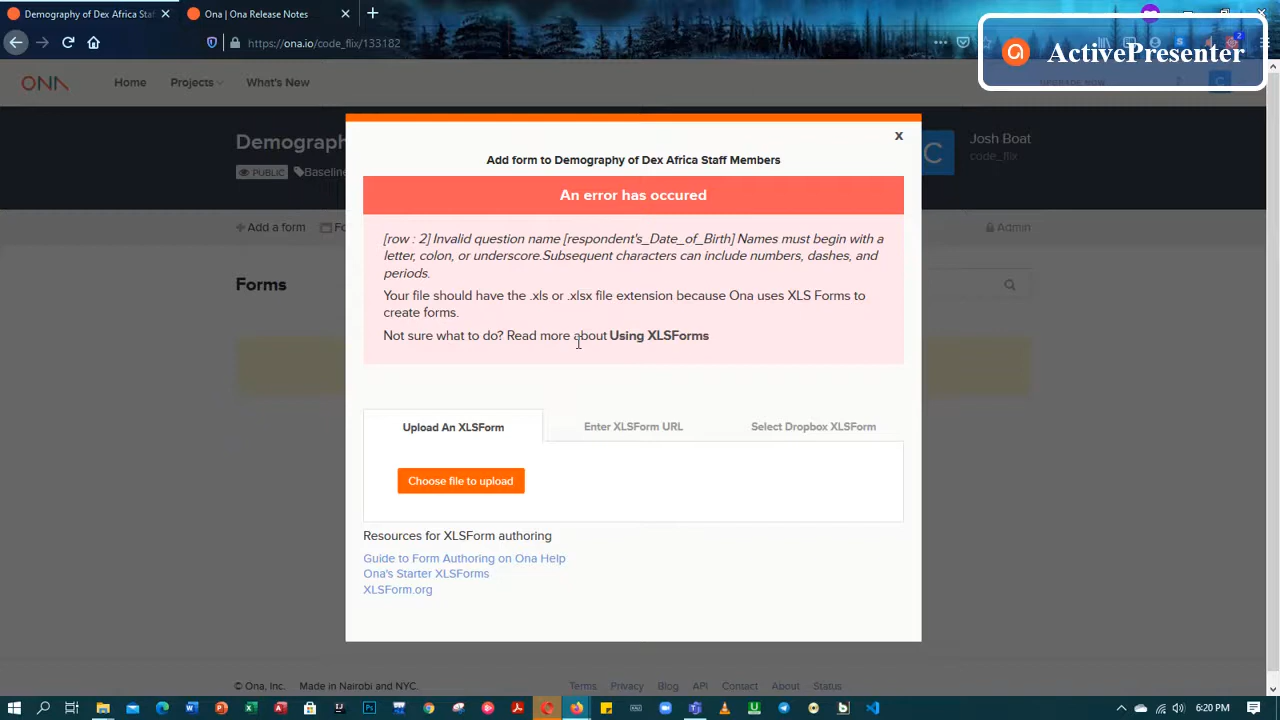 Demography of Dex Africa Staf
Ona | Ona Release Notes
https://ona.io/code_flix/133182
ActivePresenter
ONA
Home
Projects
What's New
UPGRADE NOW
C
Demograph
PUBLIC
Baseline
C
Josh Boat
code_flix
Add a form
Fo
Admin
Forms
x
Add form to Demography of Dex Africa Staff Members
An error has occured
[row : 2] Invalid question name [respondent's_Date_of_Birth] Names must begin with a
letter, colon, or underscore.Subsequent characters can include numbers, dashes, and
periods.
Your file should have the .xls or .xlsx file extension because Ona uses XLS Forms to
create forms.
Not sure what to do? Read more about Using XLSForms
Upload An XLSForm
Enter XLSForm URL
Select Dropbox XLSForm
Choose file to upload
Resources for XLSForm authoring
Guide to Form Authoring on Ona Help
Ona's Starter XLSForms
XLSForm.org
© Ona, Inc. Made in Nairobi and NYC.
Terms Privacy Blog API Contact About Status
6:20 PM